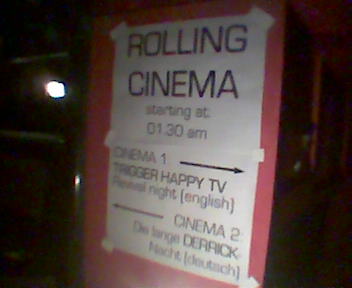 ROLLING
CINEMA
starting at:
01.30 am
CINEMA 1:
TRIGGER HAPPY TV
Reveal night (english)
CINEMA 2:
Die lange DERRICK-
Nacht (deutsch)